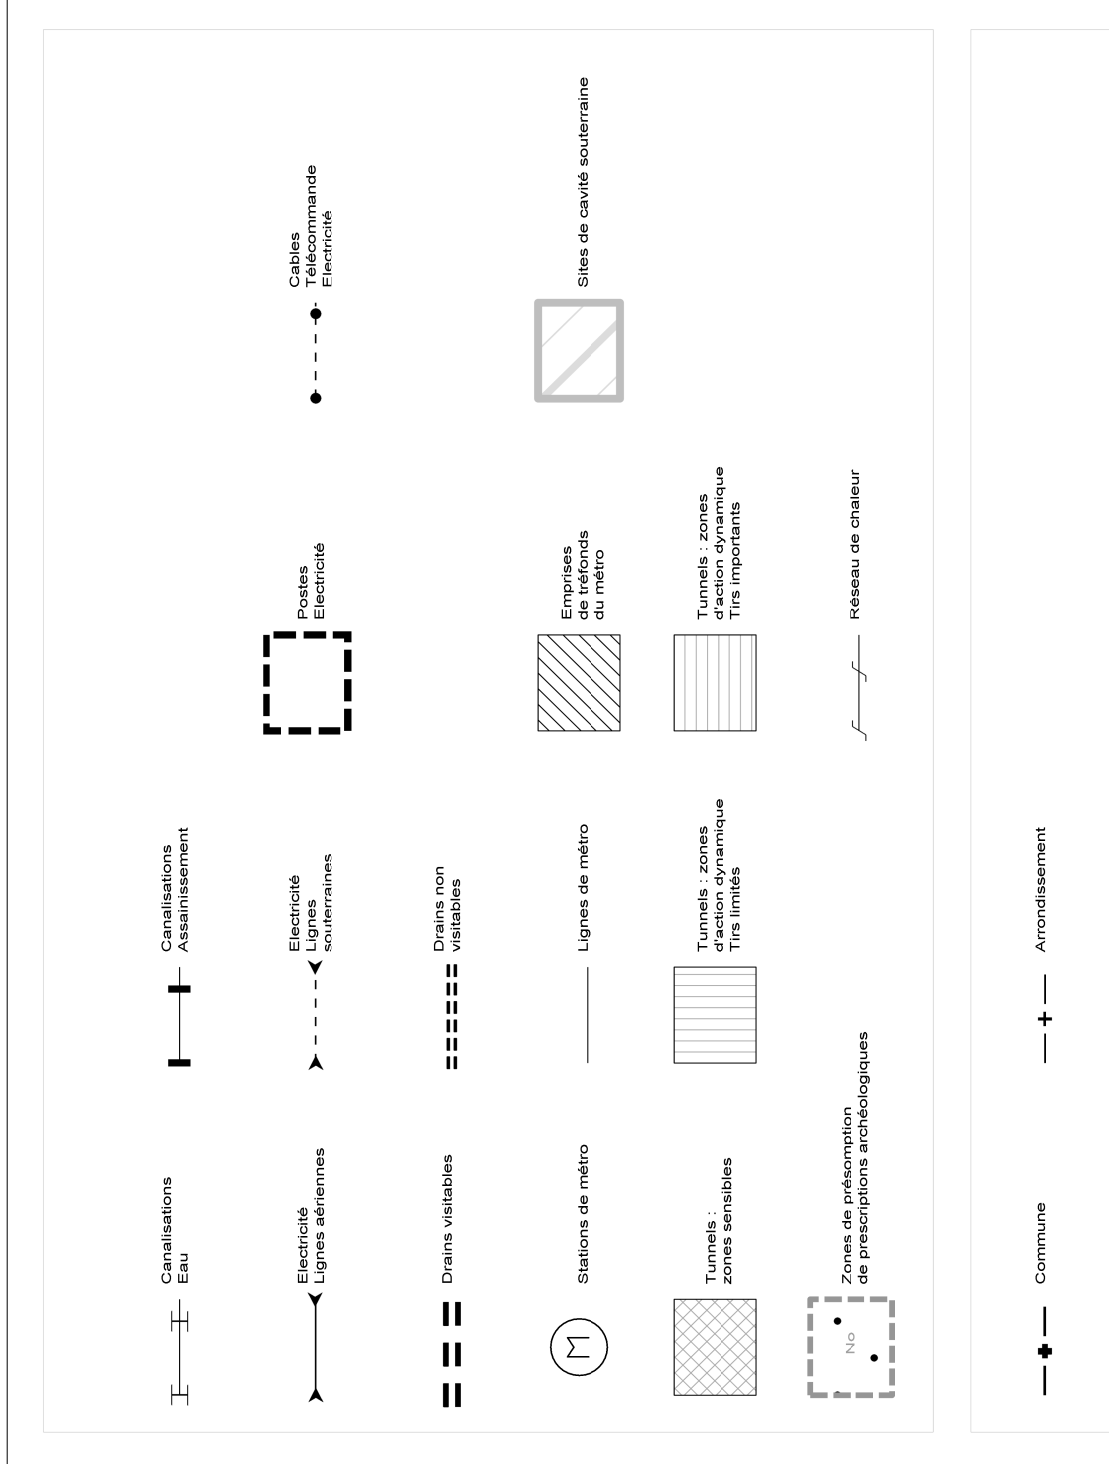 Canalisations
Eau
Canalisations
Assainissement
Electricité
Lignes aériennes
Electricité
Lignes
souterraines
Postes
Electricité
Cables
Télécommande
Electricité
Drains visitables
Drains non
visitables
M
Stations de métro
Lignes de métro
Emprises
de tréfonds
du métro
Sites de cavité souterraine
Tunnels :
zones sensibles
Tunnels : zones
d'action dynamique
Tirs limités
Tunnels : zones
d'action dynamique
Tirs importants
No
Zones de présomption
de prescriptions archéologiques
Réseau de chaleur
Commune
Arrondissement